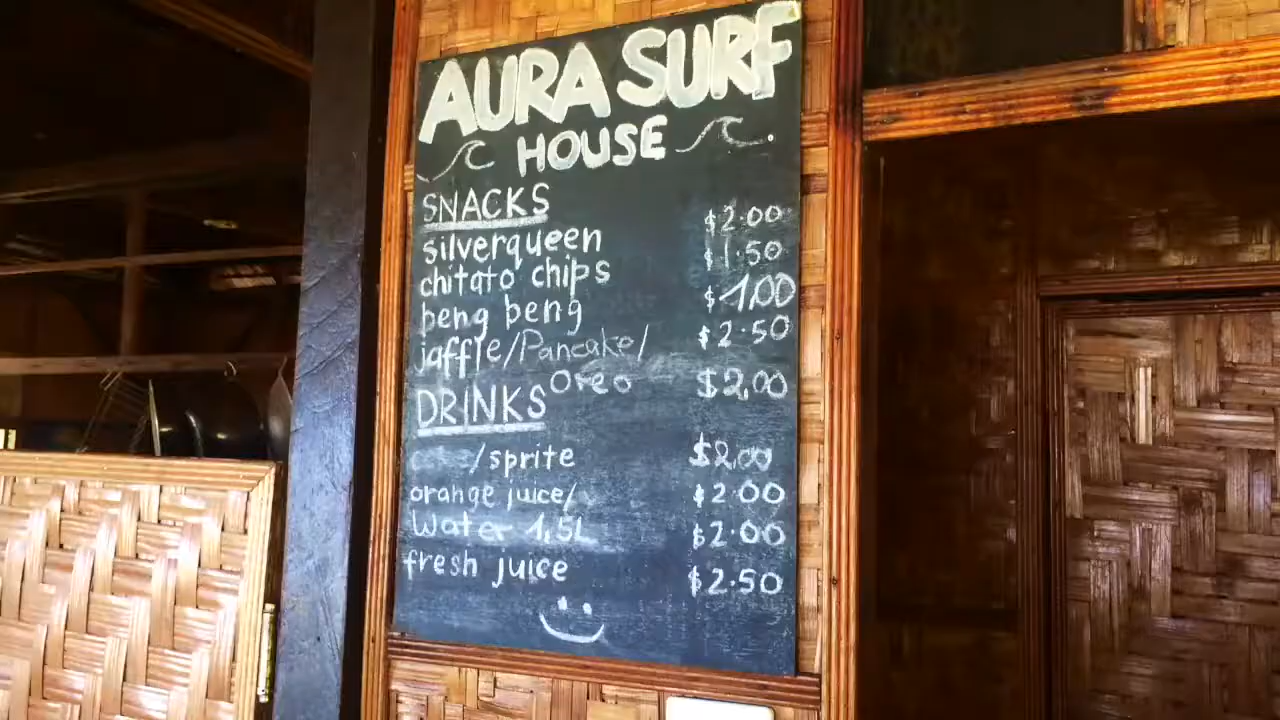 AURA SURF
HOUSE
SNACKS
silverqueen $2.00
chitato chips $1.50
beng beng $1,00
jaffle/Pancake/ $2.50
Oreo $2,00
DRINKS
/sprite $2,00
orange juice/ $2.00
Water 1,5L $2.00
fresh juice $2.50